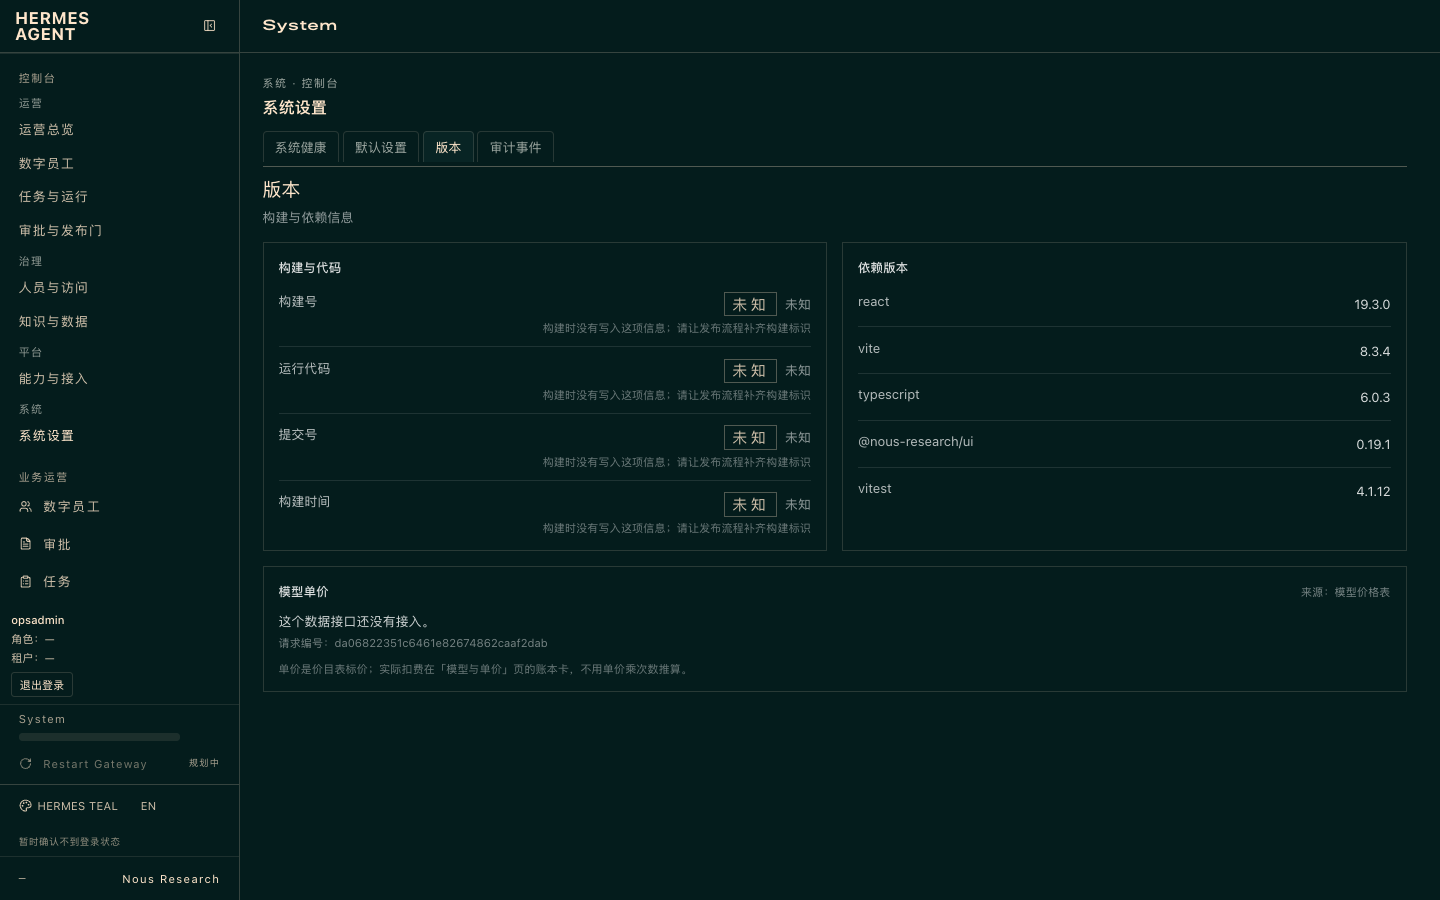 HERMES
AGENT
控制台
运营
运营总览
数字员工
任务与运行
审批与发布门
治理
人员与访问
知识与数据
平台
能力与接入
系统
系统设置
业务运营
数字员工
审批
任务
opsadmin
角色：—
租户：—
退出登录
System
Restart Gateway 规划中
HERMES TEAL EN
暂时确认不到登录状态
— Nous Research
System
系统 · 控制台
系统设置
系统健康 默认设置 版本 审计事件
版本
构建与依赖信息
构建与代码
构建号 未知 未知
构建时没有写入这项信息；请让发布流程补齐构建标识
运行代码 未知 未知
构建时没有写入这项信息；请让发布流程补齐构建标识
提交号 未知 未知
构建时没有写入这项信息；请让发布流程补齐构建标识
构建时间 未知 未知
构建时没有写入这项信息；请让发布流程补齐构建标识
依赖版本
react 19.3.0
vite 8.3.4
typescript 6.0.3
@nous-research/ui 0.19.1
vitest 4.1.12
模型单价 来源：模型价格表
这个数据接口还没有接入。
请求编号：da06822351c6461e82674862caaf2dab
单价是价目表标价；实际扣费在「模型与单价」页的账本卡，不用单价乘次数推算。